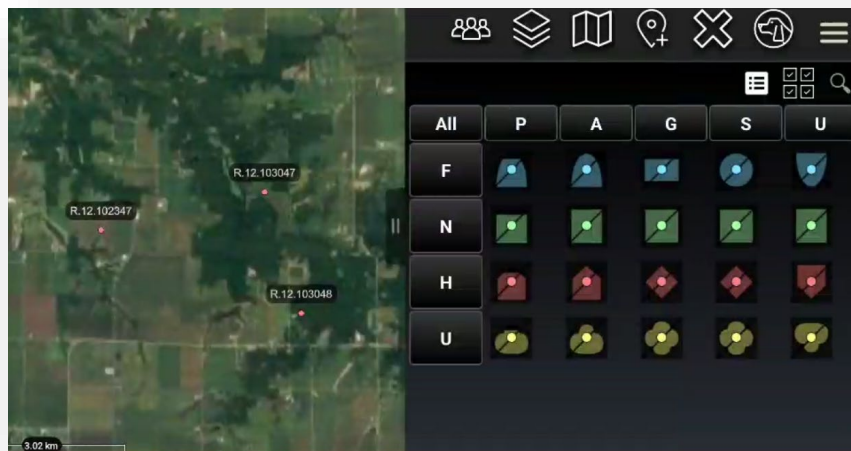 R.12.103047
R.12.102347
R.12.103048
3.02 km
All P A G S U
F
N
H
U